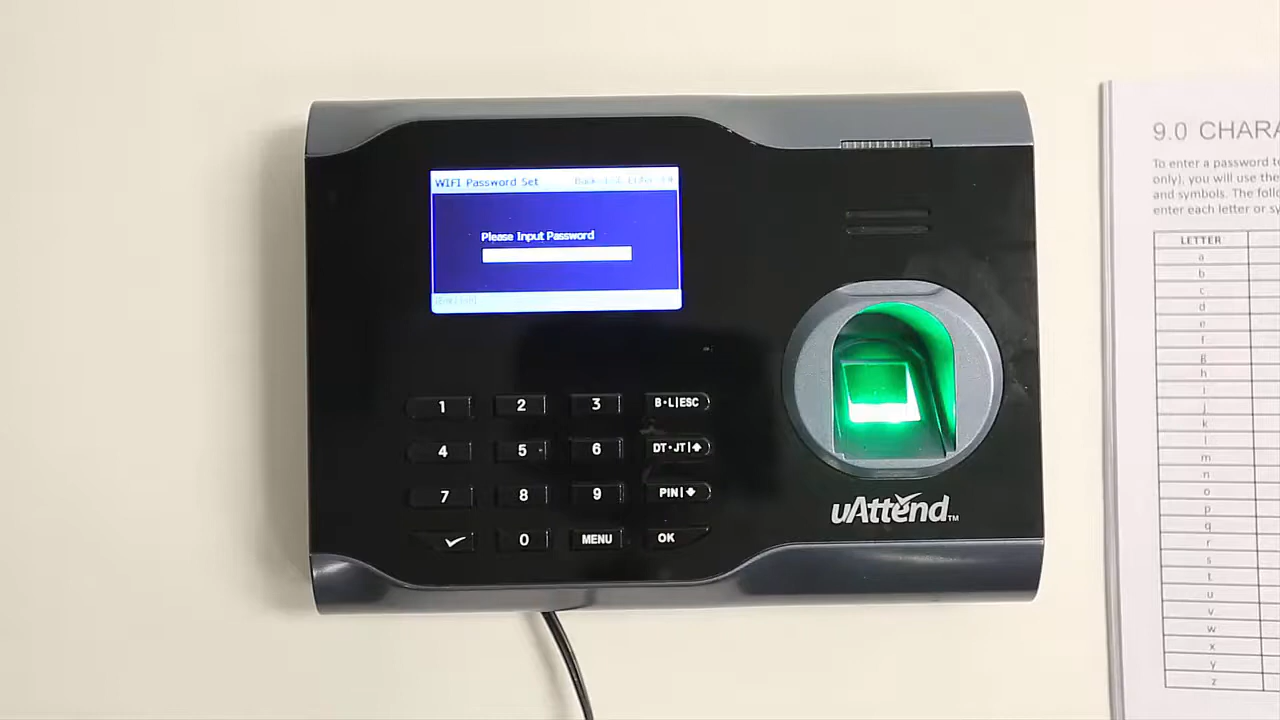 WIFI Password Set
Please Input Password
1 2 3 B·L|ESC
4 5 6 DT·JT|
7 8 9 PIN|
0 MENU OK
uAttend™
9.0 CHARA
To enter a password to
only), you will use the
and symbols. The follo
enter each letter or sy
LETTER
a
b
c
d
e
f
g
h
i
j
k
l
m
n
o
p
q
r
s
t
u
v
w
x
y
z